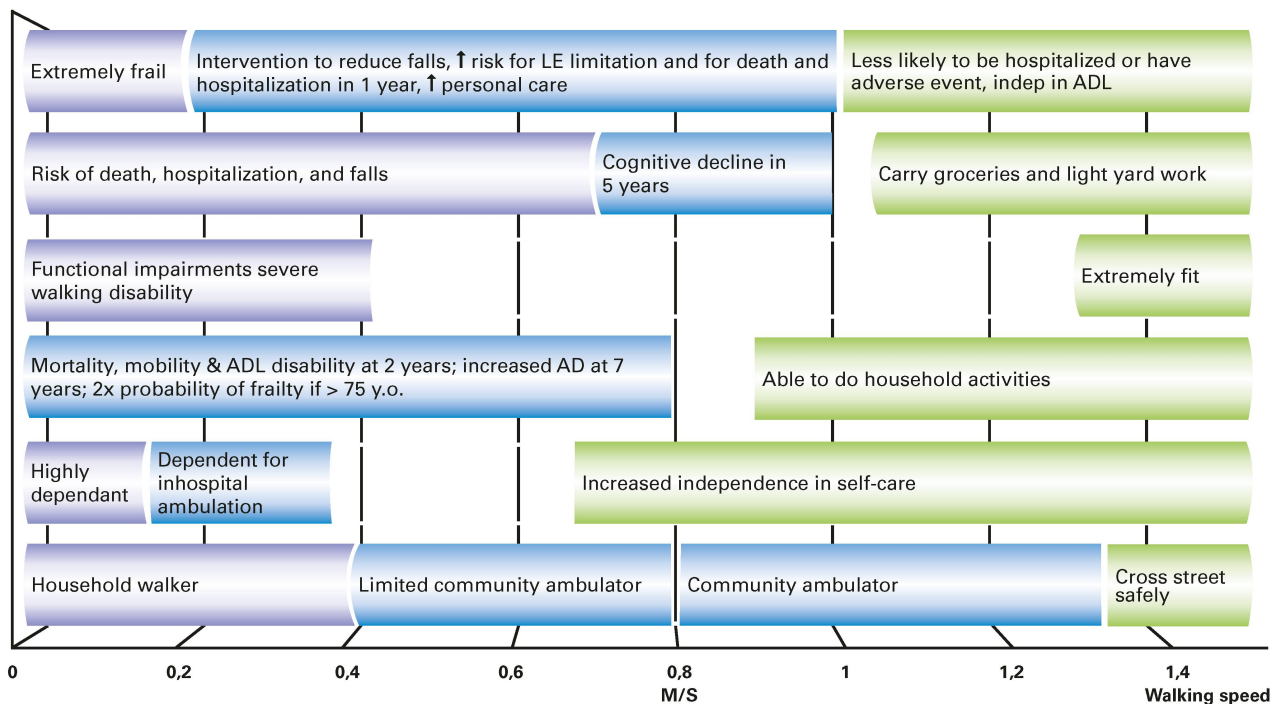 Extremely frail
Intervention to reduce falls, ↑ risk for LE limitation and for death and
hospitalization in 1 year, ↑ personal care
Less likely to be hospitalized or have
adverse event, indep in ADL
Risk of death, hospitalization, and falls
Cognitive decline in
5 years
Carry groceries and light yard work
Functional impairments severe
walking disability
Extremely fit
Mortality, mobility & ADL disability at 2 years; increased AD at 7
years; 2x probability of frailty if > 75 y.o.
Able to do household activities
Highly
dependant
Dependent for
inhospital
ambulation
Increased independence in self-care
Household walker
Limited community ambulator
Community ambulator
Cross street
safely
0 0,2 0,4 0,6 0,8 1 1,2 1,4
M/S Walking speed